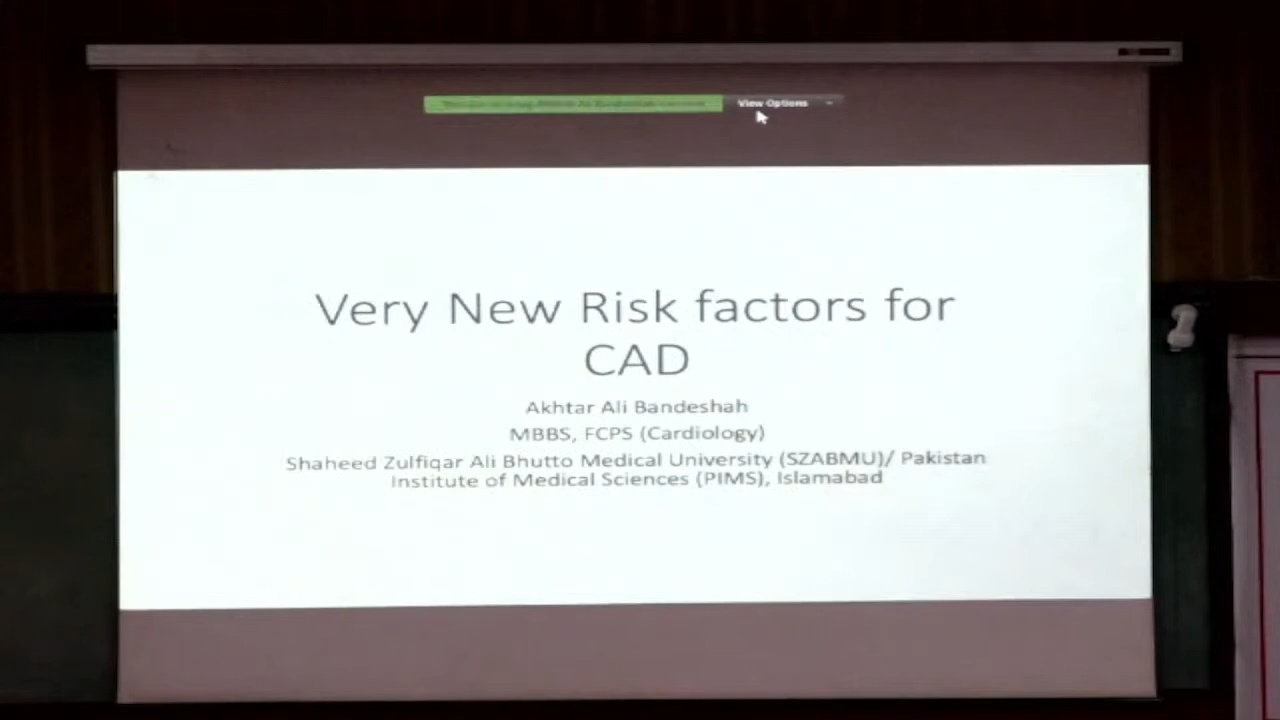 View Options
Very New Risk factors for
CAD
Akhtar Ali Bandeshah
MBBS, FCPS (Cardiology)
Shaheed Zulfiqar Ali Bhutto Medical University (SZABMU)/ Pakistan
Institute of Medical Sciences (PIMS), Islamabad